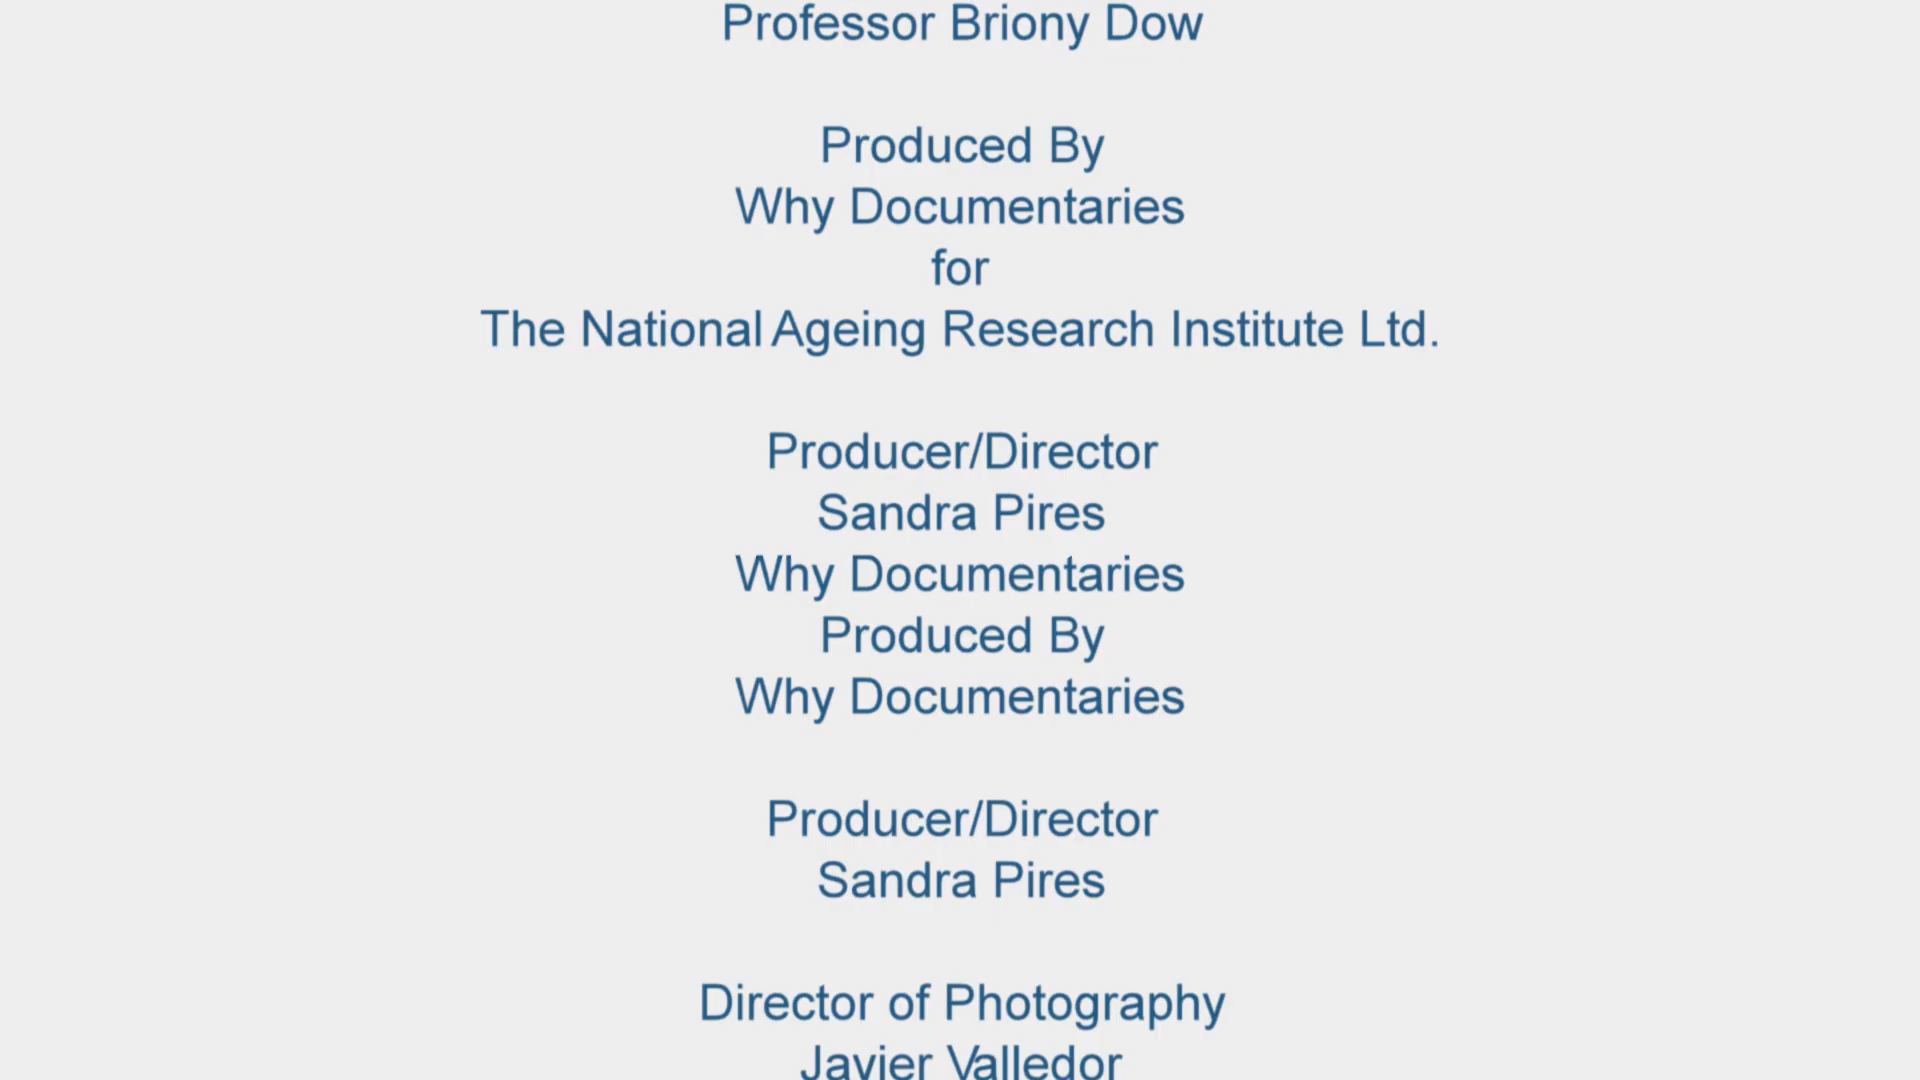 Professor Briony Dow
Produced By
Why Documentaries
for
The National Ageing Research Institute Ltd.
Producer/Director
Sandra Pires
Why Documentaries
Produced By
Why Documentaries
Producer/Director
Sandra Pires
Director of Photography
Javier Valledor